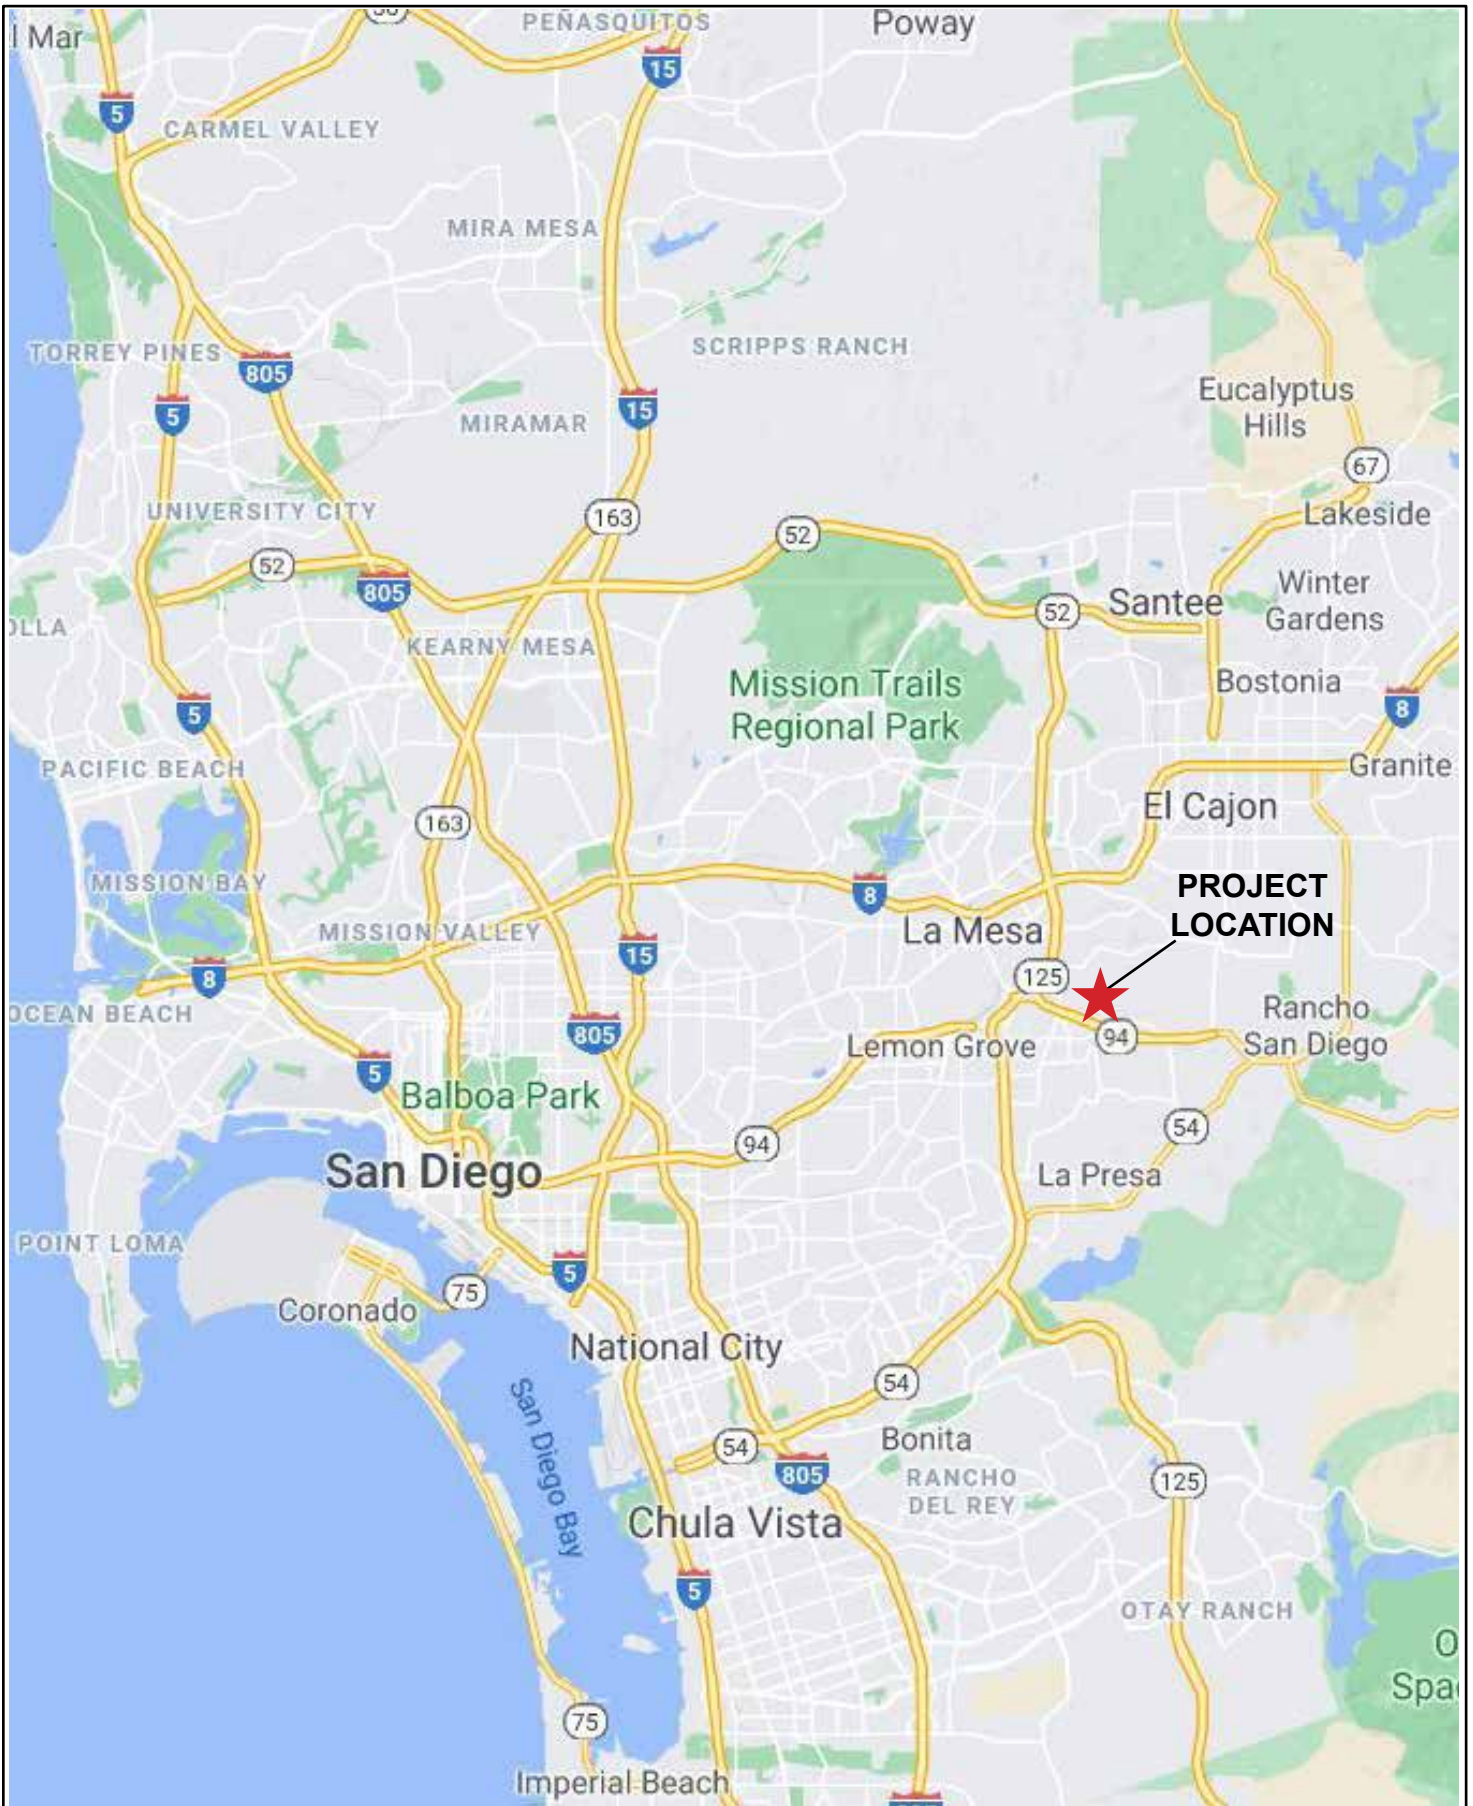 PEÑASQUITOS
Poway
l Mar
15
5
CARMEL VALLEY
MIRA MESA
TORREY PINES
SCRIPPS RANCH
805
5
15
MIRAMAR
Eucalyptus
Hills
67
UNIVERSITY CITY
163
Lakeside
52
52
805
Winter
Gardens
52
Santee
OLLA
KEARNY MESA
Mission Trails
Regional Park
Bostonia
5
8
PACIFIC BEACH
Granite
163
El Cajon
MISSION BAY
8
PROJECT
LOCATION
MISSION VALLEY
La Mesa
15
8
125
OCEAN BEACH
805
Rancho
San Diego
Lemon Grove
94
5
Balboa Park
94
54
San Diego
La Presa
POINT LOMA
5
75
Coronado
National City
San Diego Bay
54
54
Bonita
805
RANCHO
DEL REY
125
Chula Vista
5
OTAY RANCH
O
Spa
75
Imperial Beach